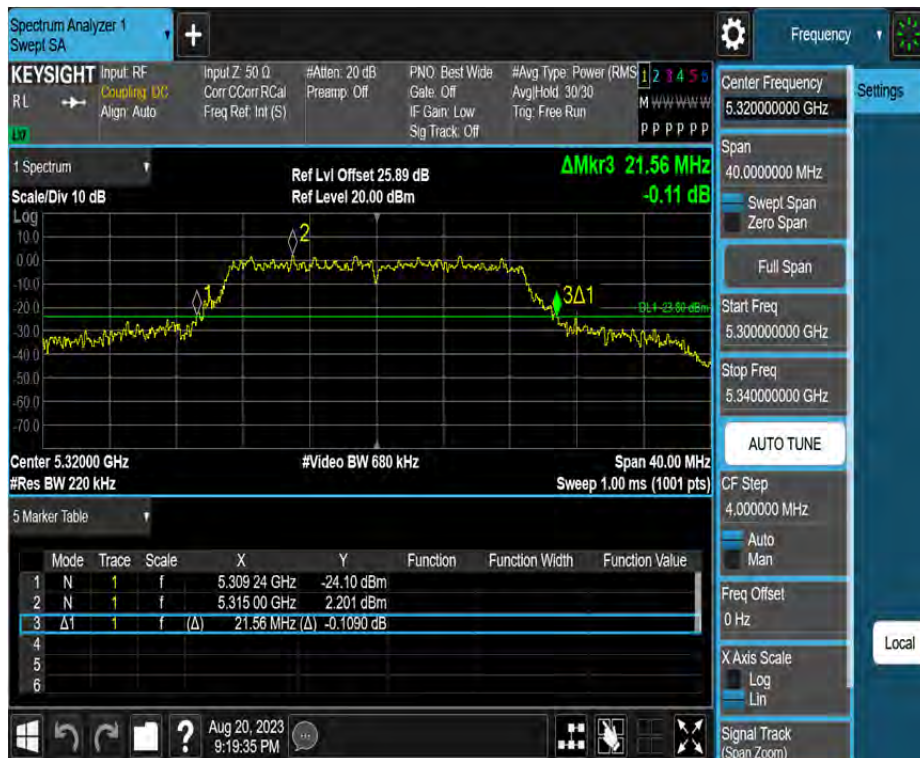 Spectrum Analyzer 1
Swept SA
+
Frequency
KEYSIGHT
RL
LXI
Input: RF
Coupling: DC
Align: Auto
Input Z: 50 Ω
Corr CCorr RCal
Freq Ref: Int (S)
#Atten: 20 dB
Preamp: Off
PNO: Best Wide
Gate: Off
IF Gain: Low
Sig Track: Off
#Avg Type: Power (RMS
Avg|Hold: 30/30
Trig: Free Run
1 2 3 4 5 6
M W W W W W
P P P P P P
1 Spectrum
Scale/Div 10 dB
Ref Lvl Offset 25.89 dB
Ref Level 20.00 dBm
ΔMkr3 21.56 MHz
-0.11 dB
Log
10.0
0.00
-10.0
-20.0
-30.0
-40.0
-50.0
-60.0
-70.0
2
1
3Δ1
DL1 -23.80 dBm
Center 5.32000 GHz
#Video BW 680 kHz
Span 40.00 MHz
#Res BW 220 kHz
Sweep 1.00 ms (1001 pts)
5 Marker Table
Mode Trace Scale X Y Function Function Width Function Value
1 N 1 f 5.309 24 GHz -24.10 dBm
2 N 1 f 5.315 00 GHz 2.201 dBm
3 Δ1 1 f (Δ) 21.56 MHz (Δ) -0.1090 dB
4
5
6
?
Aug 20, 2023
9:19:35 PM
Center Frequency
5.320000000 GHz
Span
40.0000000 MHz
Swept Span
Zero Span
Full Span
Start Freq
5.300000000 GHz
Stop Freq
5.340000000 GHz
AUTO TUNE
CF Step
4.000000 MHz
Auto
Man
Freq Offset
0 Hz
X Axis Scale
Log
Lin
Signal Track
(Span Zoom)
Settings
Local